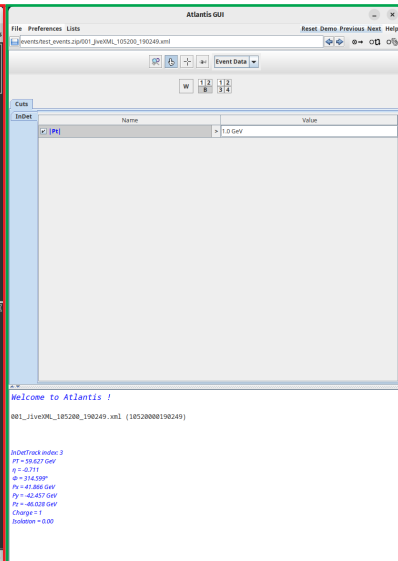 Atlantis GUI
File Preferences Lists Reset Demo Previous Next Help
events/test_events.zip/001_JiveXML_105200_190249.xml
Event Data
W 1 2 1 2
B 3 4
Cuts
InDet Name Value
|Pt| > 1.0 GeV
Welcome to Atlantis !
001_JiveXML_105200_190249.xml (10520000190249)
InDetTrack index: 3
PT = 59.627 GeV
η = -0.711
Φ = 314.599°
Px = 41.866 GeV
Py = -42.457 GeV
Pz = -46.028 GeV
Charge = 1
Isolation = 0.00